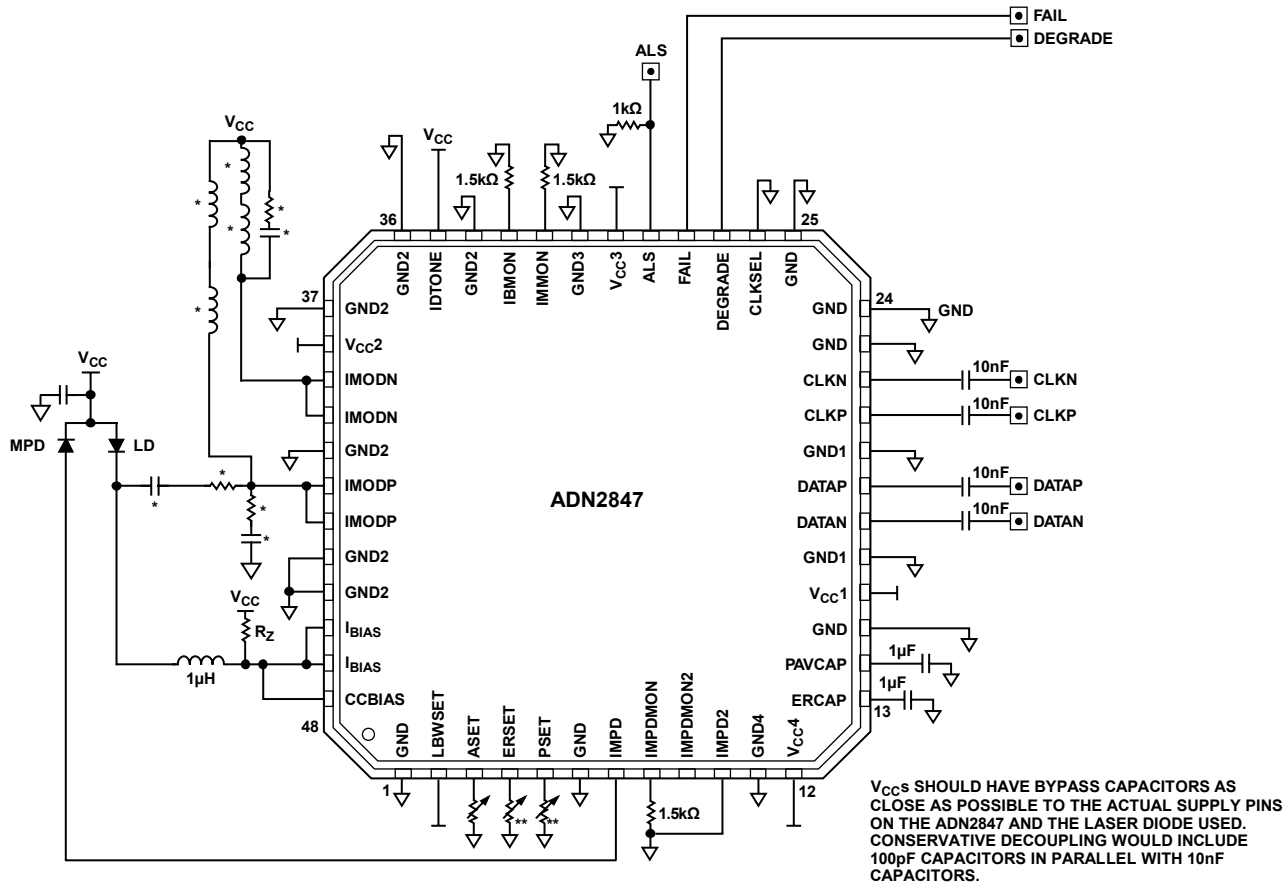 FAIL
DEGRADE
ALS
1kΩ
VCC
VCC
1.5kΩ
1.5kΩ
*
*
*
*
*
*
36
25
GND2
IDTONE
GND2
IBMON
IMMON
GND3
VCC3
ALS
FAIL
DEGRADE
CLKSEL
GND
37
24
GND2
VCC2
IMODN
IMODN
GND2
IMODP
IMODP
GND2
GND2
IBIAS
IBIAS
CCBIAS
48
VCC
MPD
LD
*
*
*
*
VCC
RZ
1µH
ADN2847
GND
GND
GND
CLKN
10nF
CLKN
CLKP
10nF
CLKP
GND1
DATAP
10nF
DATAP
DATAN
10nF
DATAN
GND1
VCC1
GND
PAVCAP
1µF
ERCAP
1µF
13
GND
LBWSET
ASET
ERSET
PSET
GND
IMPD
IMPDMON
IMPDMON2
IMPD2
GND4
VCC4
1
12
**
**
1.5kΩ
VCCs SHOULD HAVE BYPASS CAPACITORS AS
CLOSE AS POSSIBLE TO THE ACTUAL SUPPLY PINS
ON THE ADN2847 AND THE LASER DIODE USED.
CONSERVATIVE DECOUPLING WOULD INCLUDE
100pF CAPACITORS IN PARALLEL WITH 10nF
CAPACITORS.